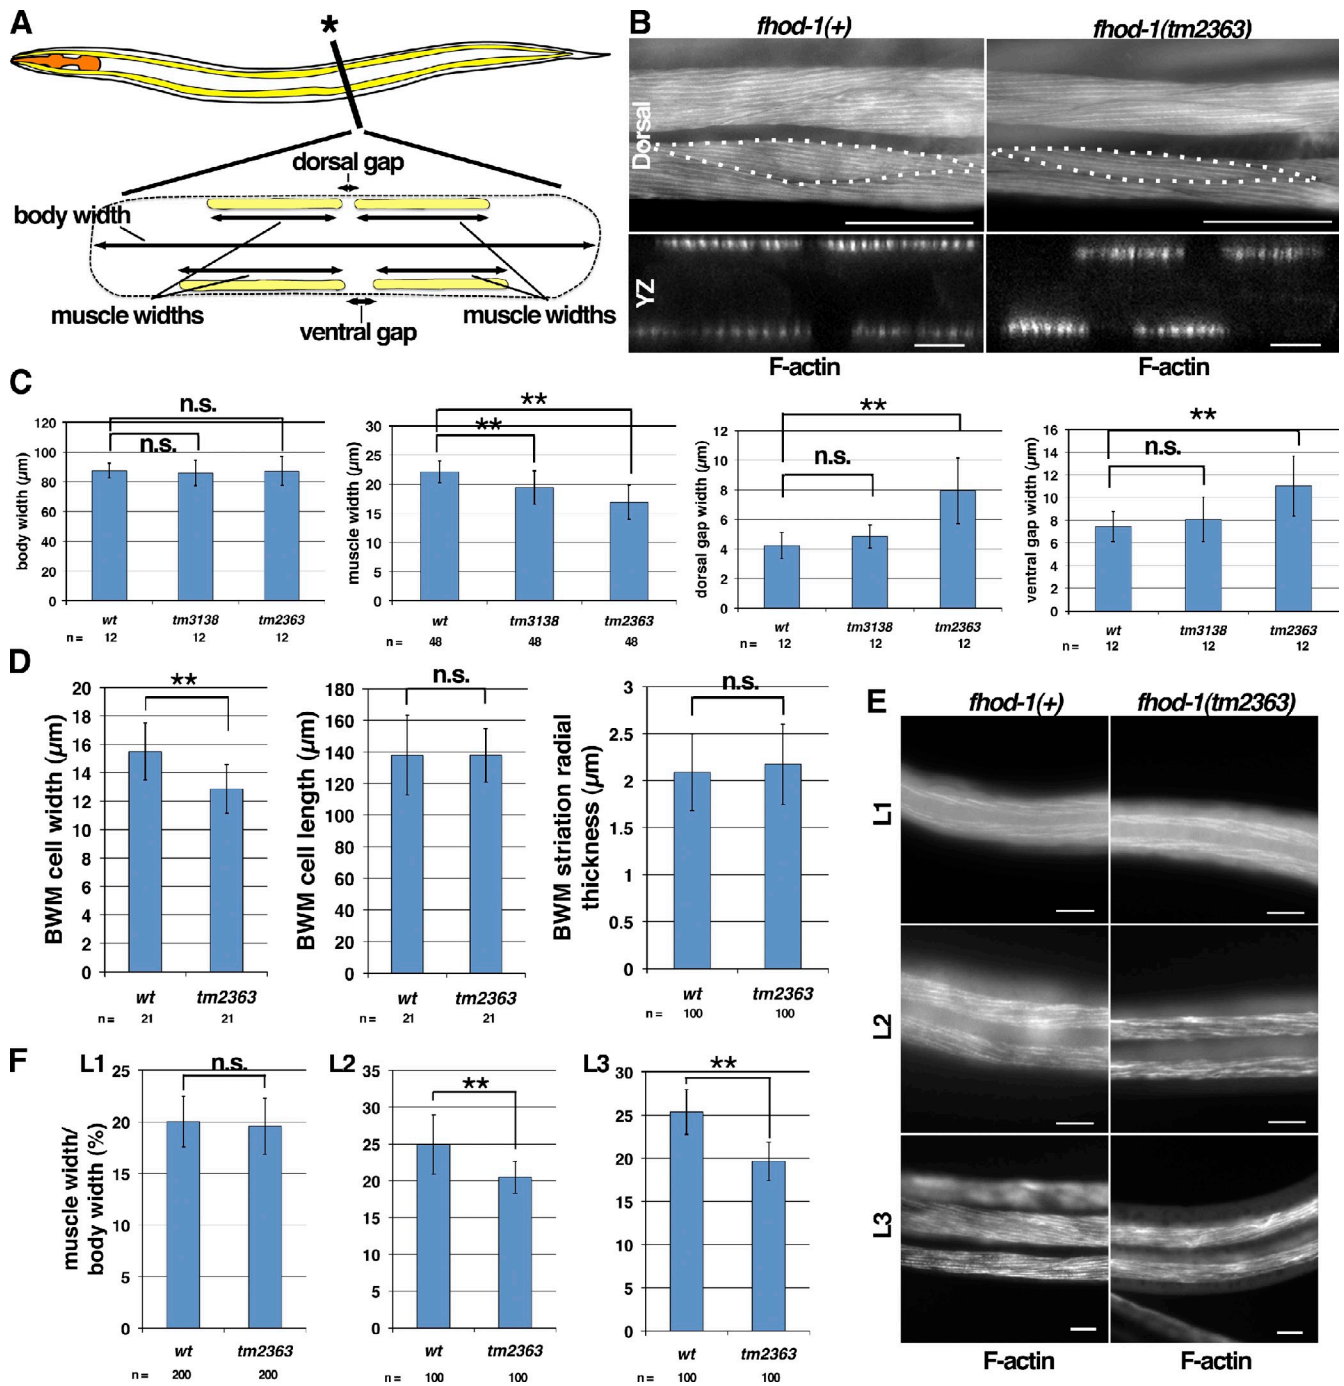 A
*
dorsal gap
body width
muscle widths
ventral gap
muscle widths
B
fhod-1(+)
fhod-1(tm2363)
Dorsal
YZ
F-actin
C
body width (µm)
120
100
80
60
40
20
0
n.s.
n.s.
wt
tm3138
tm2363
n = 12 12 12
muscle width (µm)
30
25
20
15
10
5
0
**
**
wt
tm3138
tm2363
n = 48 48 48
dorsal gap width (µm)
12
10
8
6
4
2
0
**
n.s.
wt
tm3138
tm2363
n = 12 12 12
ventral gap width (µm)
16
14
12
10
8
6
4
2
0
**
n.s.
wt
tm3138
tm2363
n = 12 12 12
D
BWM cell width (µm)
20
18
16
14
12
10
8
6
4
2
0
**
wt
tm2363
n = 21 21
BWM cell length (µm)
180
160
140
120
100
80
60
40
20
0
n.s.
wt
tm2363
n = 21 21
BWM striation radial
thickness (µm)
3
2.5
2
1.5
1
0.5
0
n.s.
wt
tm2363
n = 100 100
E
fhod-1(+)
fhod-1(tm2363)
L1
L2
L3
F-actin
F-actin
F
L1
muscle width/
body width (%)
25
20
15
10
5
0
n.s.
wt
tm2363
n = 200 200
L2
35
30
25
20
15
10
5
0
**
wt
tm2363
n = 100 100
L3
30
25
20
15
10
5
0
**
wt
tm2363
n = 100 100